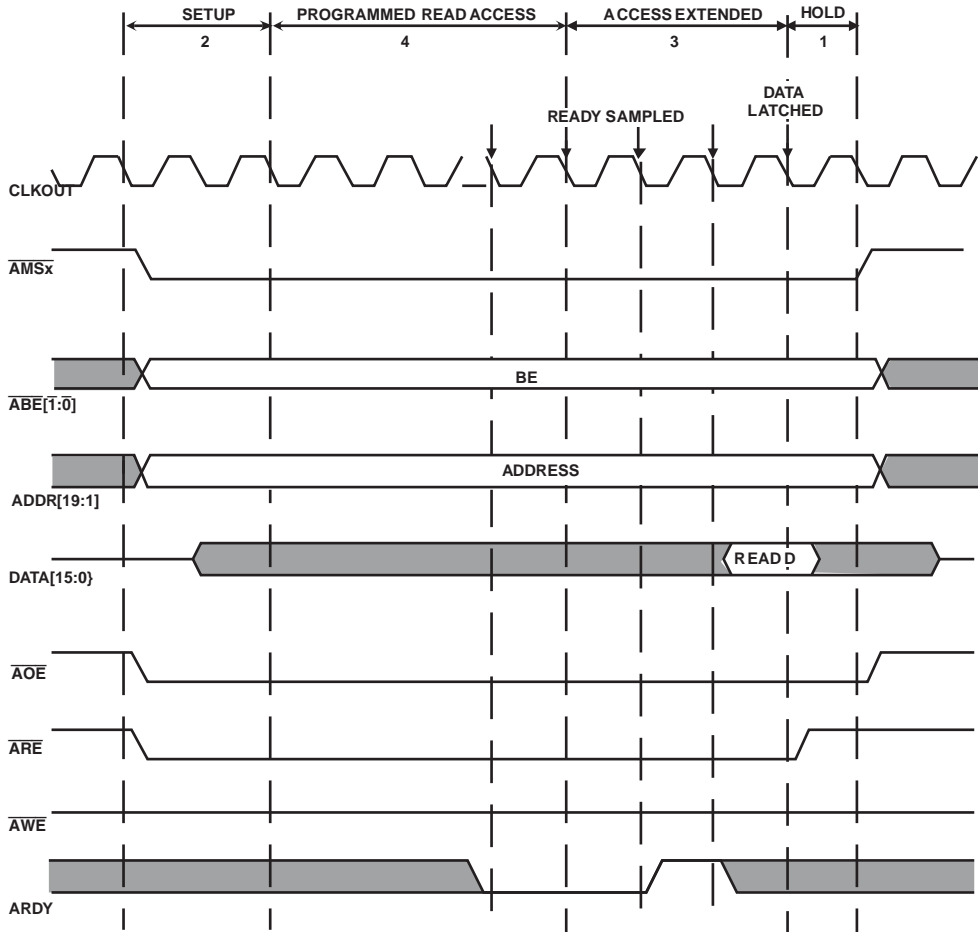 SETUP PROGRAMMED READ ACCESS ACCESS EXTENDED HOLD
2 4 3 1
READY SAMPLED
DATA
LATCHED
CLKOUT
AMSx
BE
ABE[1:0]
ADDRESS
ADDR[19:1]
READ D
DATA[15:0}
AOE
ARE
AWE
ARDY